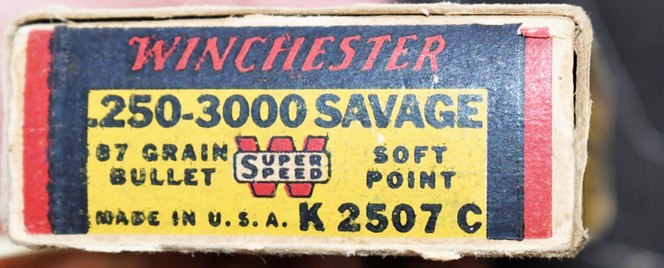 WINCHESTER
.250-3000 SAVAGE
87 GRAIN BULLET
SUPER SPEED
W
SOFT POINT
MADE IN U.S.A. K 2507 C